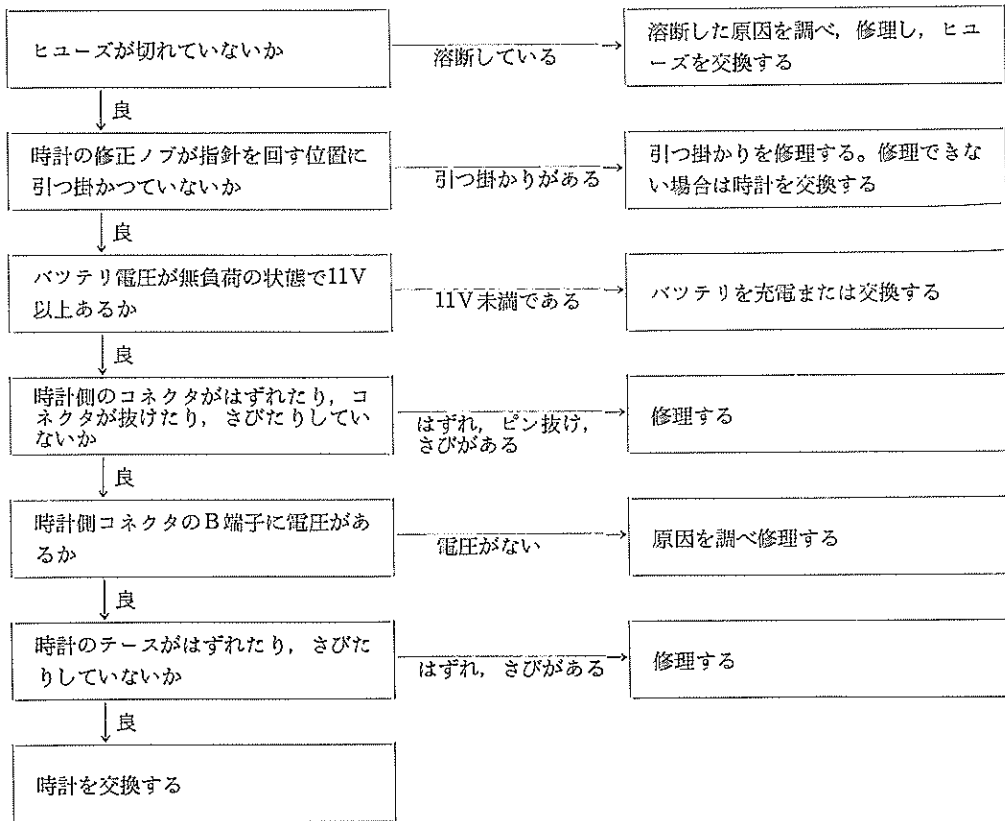 ヒユーズが切れていないか
溶断している
溶断した原因を調べ，修理し，ヒユ
ーズを交換する
良
時計の修正ノブが指針を回す位置に
引つ掛かつていないか
引つ掛かりがある
引つ掛かりを修理する。修理できな
い場合は時計を交換する
良
バツテリ電圧が無負荷の状態で11V
以上あるか
11V未満である
バツテリを充電または交換する
良
時計側のコネクタがはずれたり，コ
ネクタが抜けたり，さびたりしてい
ないか
はずれ，ピン抜け，
さびがある
修理する
良
時計側コネクタのB端子に電圧があ
るか
電圧がない
原因を調べ修理する
良
時計のテースがはずれたり，さびた
りしていないか
はずれ，さびがある
修理する
良
時計を交換する